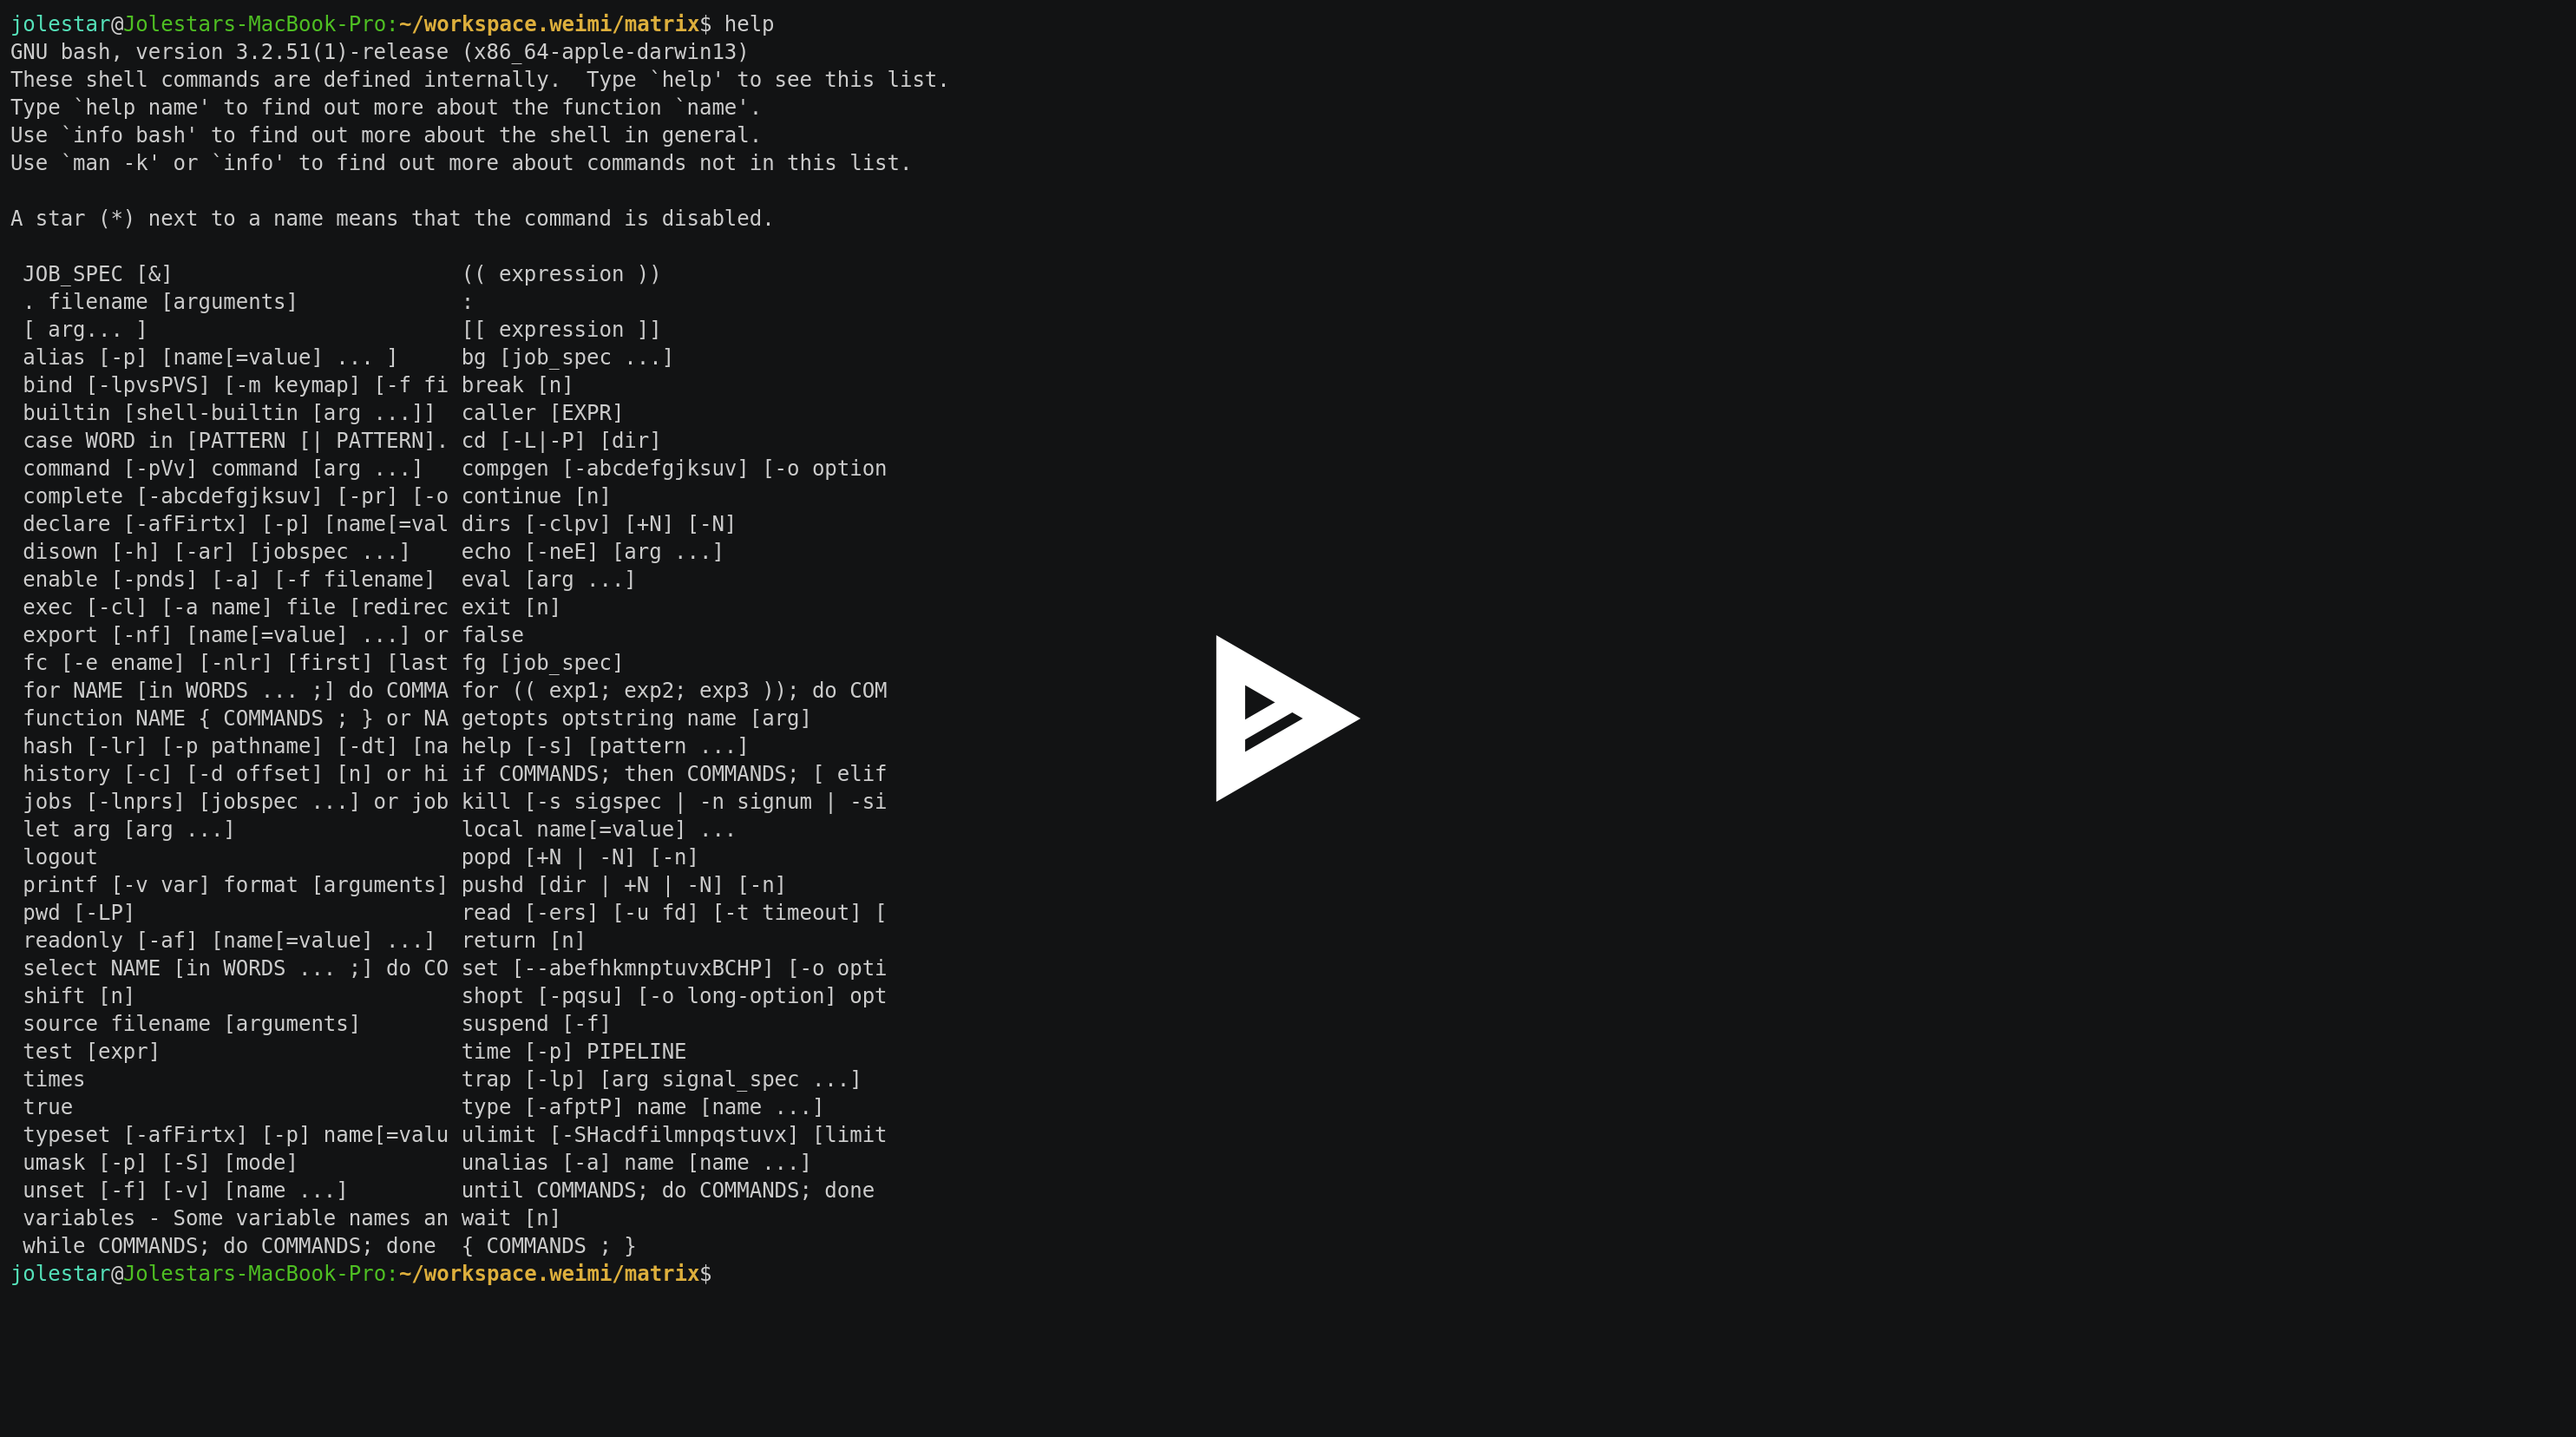 jolestar@Jolestars-MacBook-Pro:~/workspace.weimi/matrix$ help
GNU bash, version 3.2.51(1)-release (x86_64-apple-darwin13)
These shell commands are defined internally.  Type `help' to see this list.
Type `help name' to find out more about the function `name'.
Use `info bash' to find out more about the shell in general.
Use `man -k' or `info' to find out more about commands not in this list.

A star (*) next to a name means that the command is disabled.

 JOB_SPEC [&]                       (( expression ))
 . filename [arguments]             :
 [ arg... ]                         [[ expression ]]
 alias [-p] [name[=value] ... ]     bg [job_spec ...]
 bind [-lpvsPVS] [-m keymap] [-f fi break [n]
 builtin [shell-builtin [arg ...]]  caller [EXPR]
 case WORD in [PATTERN [| PATTERN]. cd [-L|-P] [dir]
 command [-pVv] command [arg ...]   compgen [-abcdefgjksuv] [-o option
 complete [-abcdefgjksuv] [-pr] [-o continue [n]
 declare [-afFirtx] [-p] [name[=val dirs [-clpv] [+N] [-N]
 disown [-h] [-ar] [jobspec ...]    echo [-neE] [arg ...]
 enable [-pnds] [-a] [-f filename]  eval [arg ...]
 exec [-cl] [-a name] file [redirec exit [n]
 export [-nf] [name[=value] ...] or false
 fc [-e ename] [-nlr] [first] [last fg [job_spec]
 for NAME [in WORDS ... ;] do COMMA for (( exp1; exp2; exp3 )); do COM
 function NAME { COMMANDS ; } or NA getopts optstring name [arg]
 hash [-lr] [-p pathname] [-dt] [na help [-s] [pattern ...]
 history [-c] [-d offset] [n] or hi if COMMANDS; then COMMANDS; [ elif
 jobs [-lnprs] [jobspec ...] or job kill [-s sigspec | -n signum | -si
 let arg [arg ...]                  local name[=value] ...
 logout                             popd [+N | -N] [-n]
 printf [-v var] format [arguments] pushd [dir | +N | -N] [-n]
 pwd [-LP]                          read [-ers] [-u fd] [-t timeout] [
 readonly [-af] [name[=value] ...]  return [n]
 select NAME [in WORDS ... ;] do CO set [--abefhkmnptuvxBCHP] [-o opti
 shift [n]                          shopt [-pqsu] [-o long-option] opt
 source filename [arguments]        suspend [-f]
 test [expr]                        time [-p] PIPELINE
 times                              trap [-lp] [arg signal_spec ...]
 true                               type [-afptP] name [name ...]
 typeset [-afFirtx] [-p] name[=valu ulimit [-SHacdfilmnpqstuvx] [limit
 umask [-p] [-S] [mode]             unalias [-a] name [name ...]
 unset [-f] [-v] [name ...]         until COMMANDS; do COMMANDS; done
 variables - Some variable names an wait [n]
 while COMMANDS; do COMMANDS; done  { COMMANDS ; }
jolestar@Jolestars-MacBook-Pro:~/workspace.weimi/matrix$